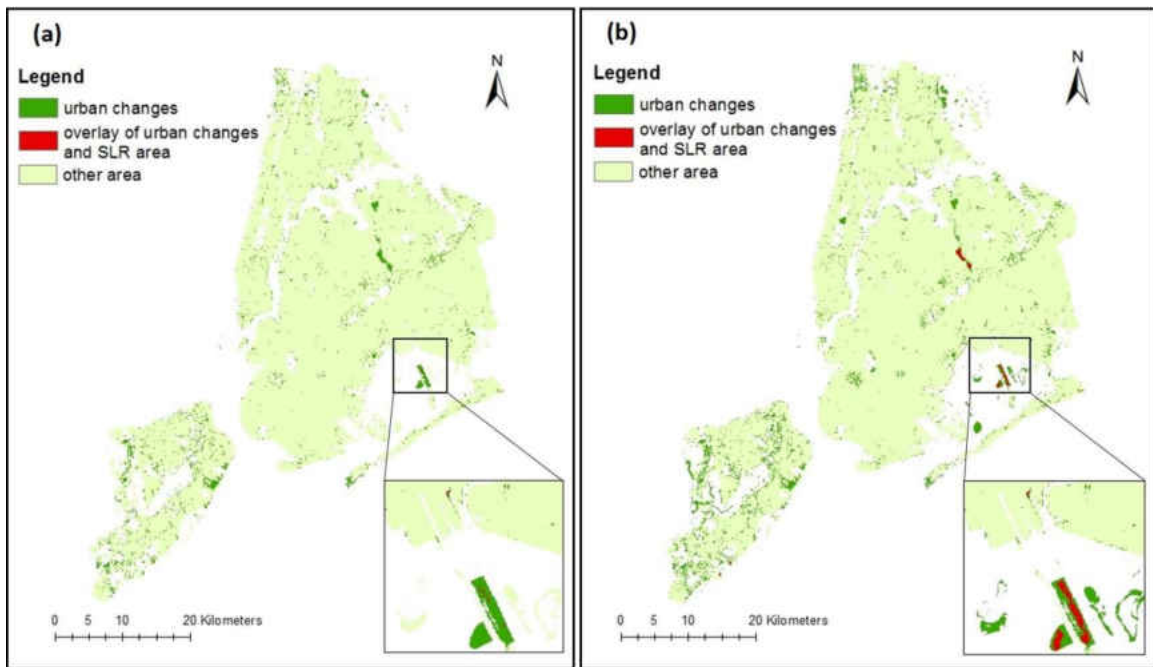 (a)
N
Legend
urban changes
overlay of urban changes
and SLR area
other area
0 5 10 20 Kilometers
(b)
N
Legend
urban changes
overlay of urban changes
and SLR area
other area
0 5 10 20 Kilometers